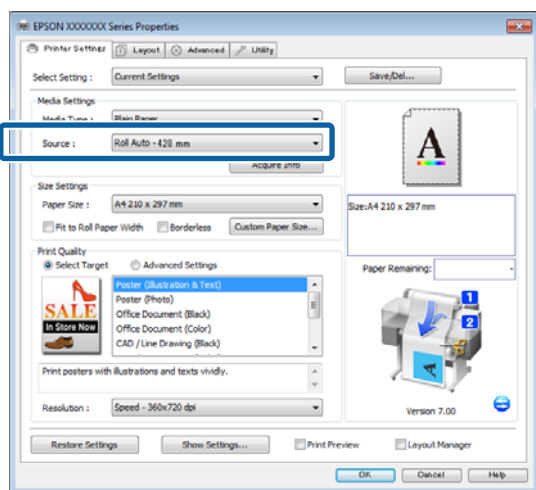 EPSON XXXXXXX Series Properties
Printer Settings Layout Advanced Utility
Select Setting : Current Settings Save/Del...
Media Settings
Media Type : Plain Paper
Source : Roll Auto - 420 mm
Acquire Info
Size Settings
Paper Size : A4 210 x 297 mm
Fit to Roll Paper Width Borderless Custom Paper Size...
Print Quality
Select Target Advanced Settings
SALE
In Store Now
Poster (Illustration & Text)
Poster (Photo)
Office Document (Black)
Office Document (Color)
CAD / Line Drawing (Black)
Print posters with illustrations and texts vividly.
Resolution : Speed - 360x720 dpi
A
Size:A4 210 x 297 mm
Paper Remaining:
1
2
A
Version 7.00
Restore Settings Show Settings... Print Preview Layout Manager
OK Cancel Help